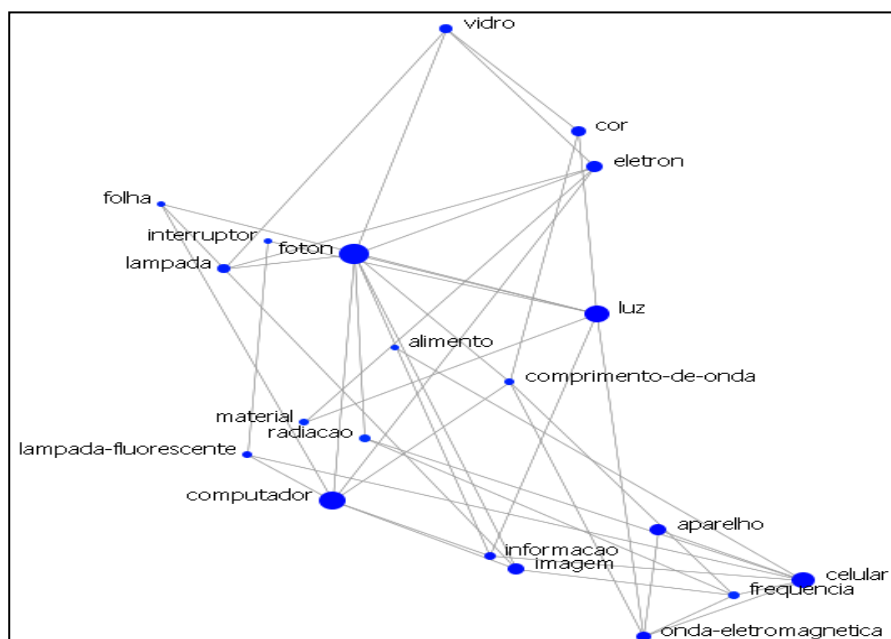 vidro
cor
eletron
folha
interruptor
foton
lampada
luz
alimento
comprimento-de-onda
material
radiacao
lampada-fluorescente
computador
aparelho
informacao
imagem
celular
frequencia
onda-eletromagnetica